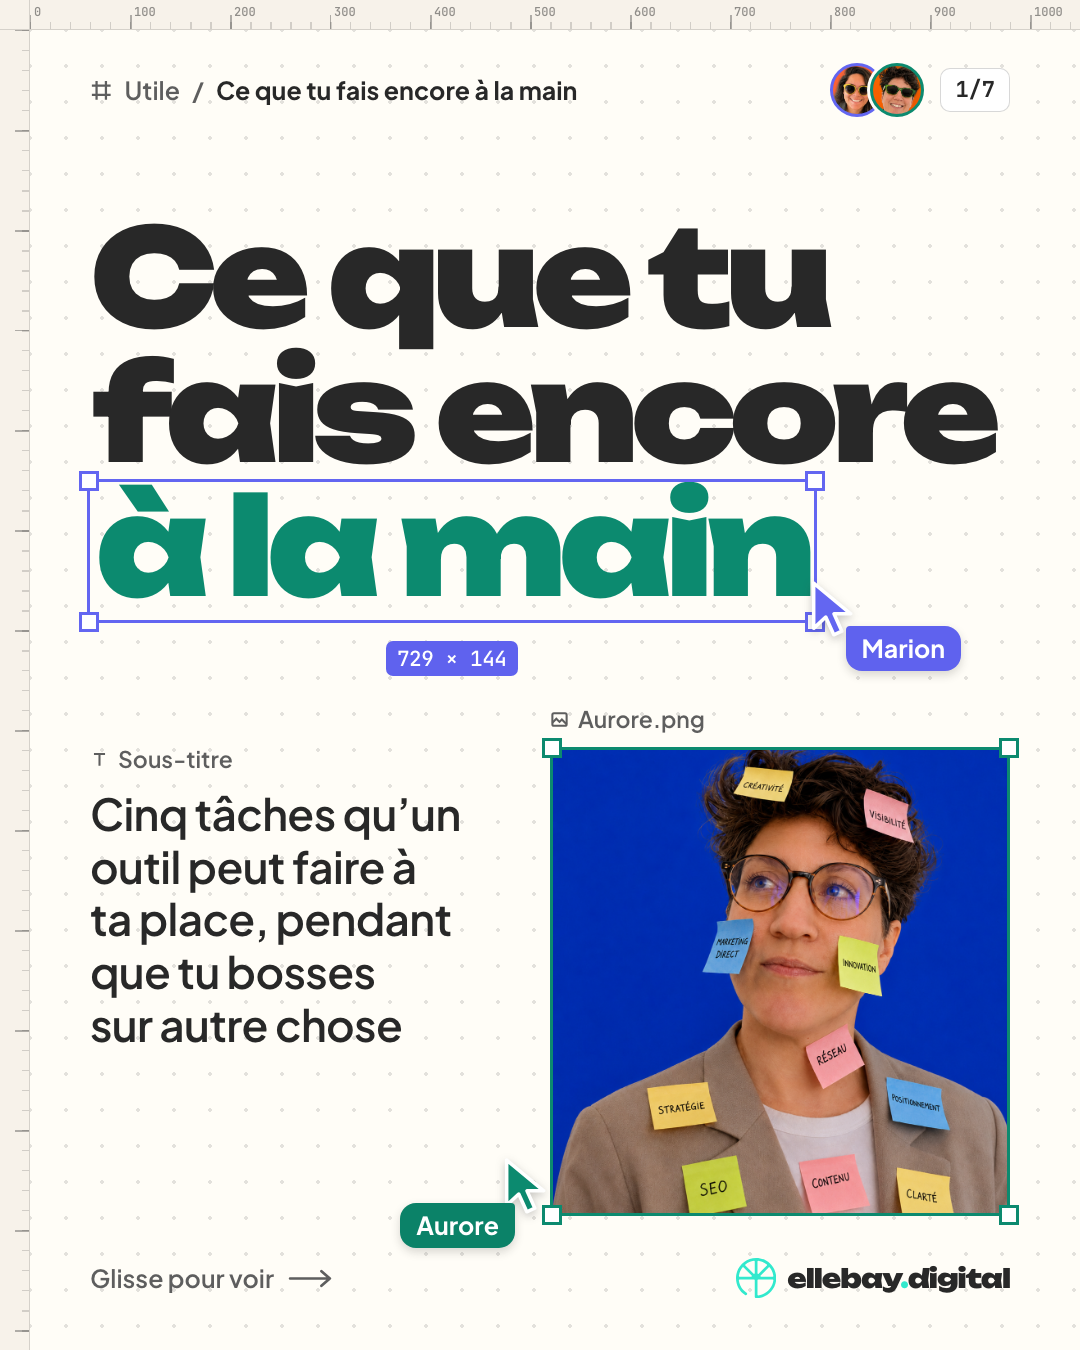 0 100 200 300 400 500 600 700 800 900 1000
Utile / Ce que tu fais encore à la main
1/7
Ce que tu
fais encore
à la main
729 × 144
Marion
Aurore.png
Sous-titre
Cinq tâches qu’un
outil peut faire à
ta place, pendant
que tu bosses
sur autre chose
CRÉATIVITÉ
VISIBILITÉ
MARKETING
DIRECT
INNOVATION
RÉSEAU
STRATÉGIE
POSITIONNEMENT
SEO
CONTENU
CLARTÉ
Aurore
Glisse pour voir
ellebay.digital